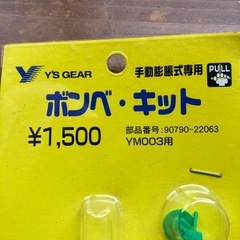 Y'S GEAR
手動膨脹式専用
PULL
ボンベ・キット
¥1,500
部品番号:90790-22063
YM003用